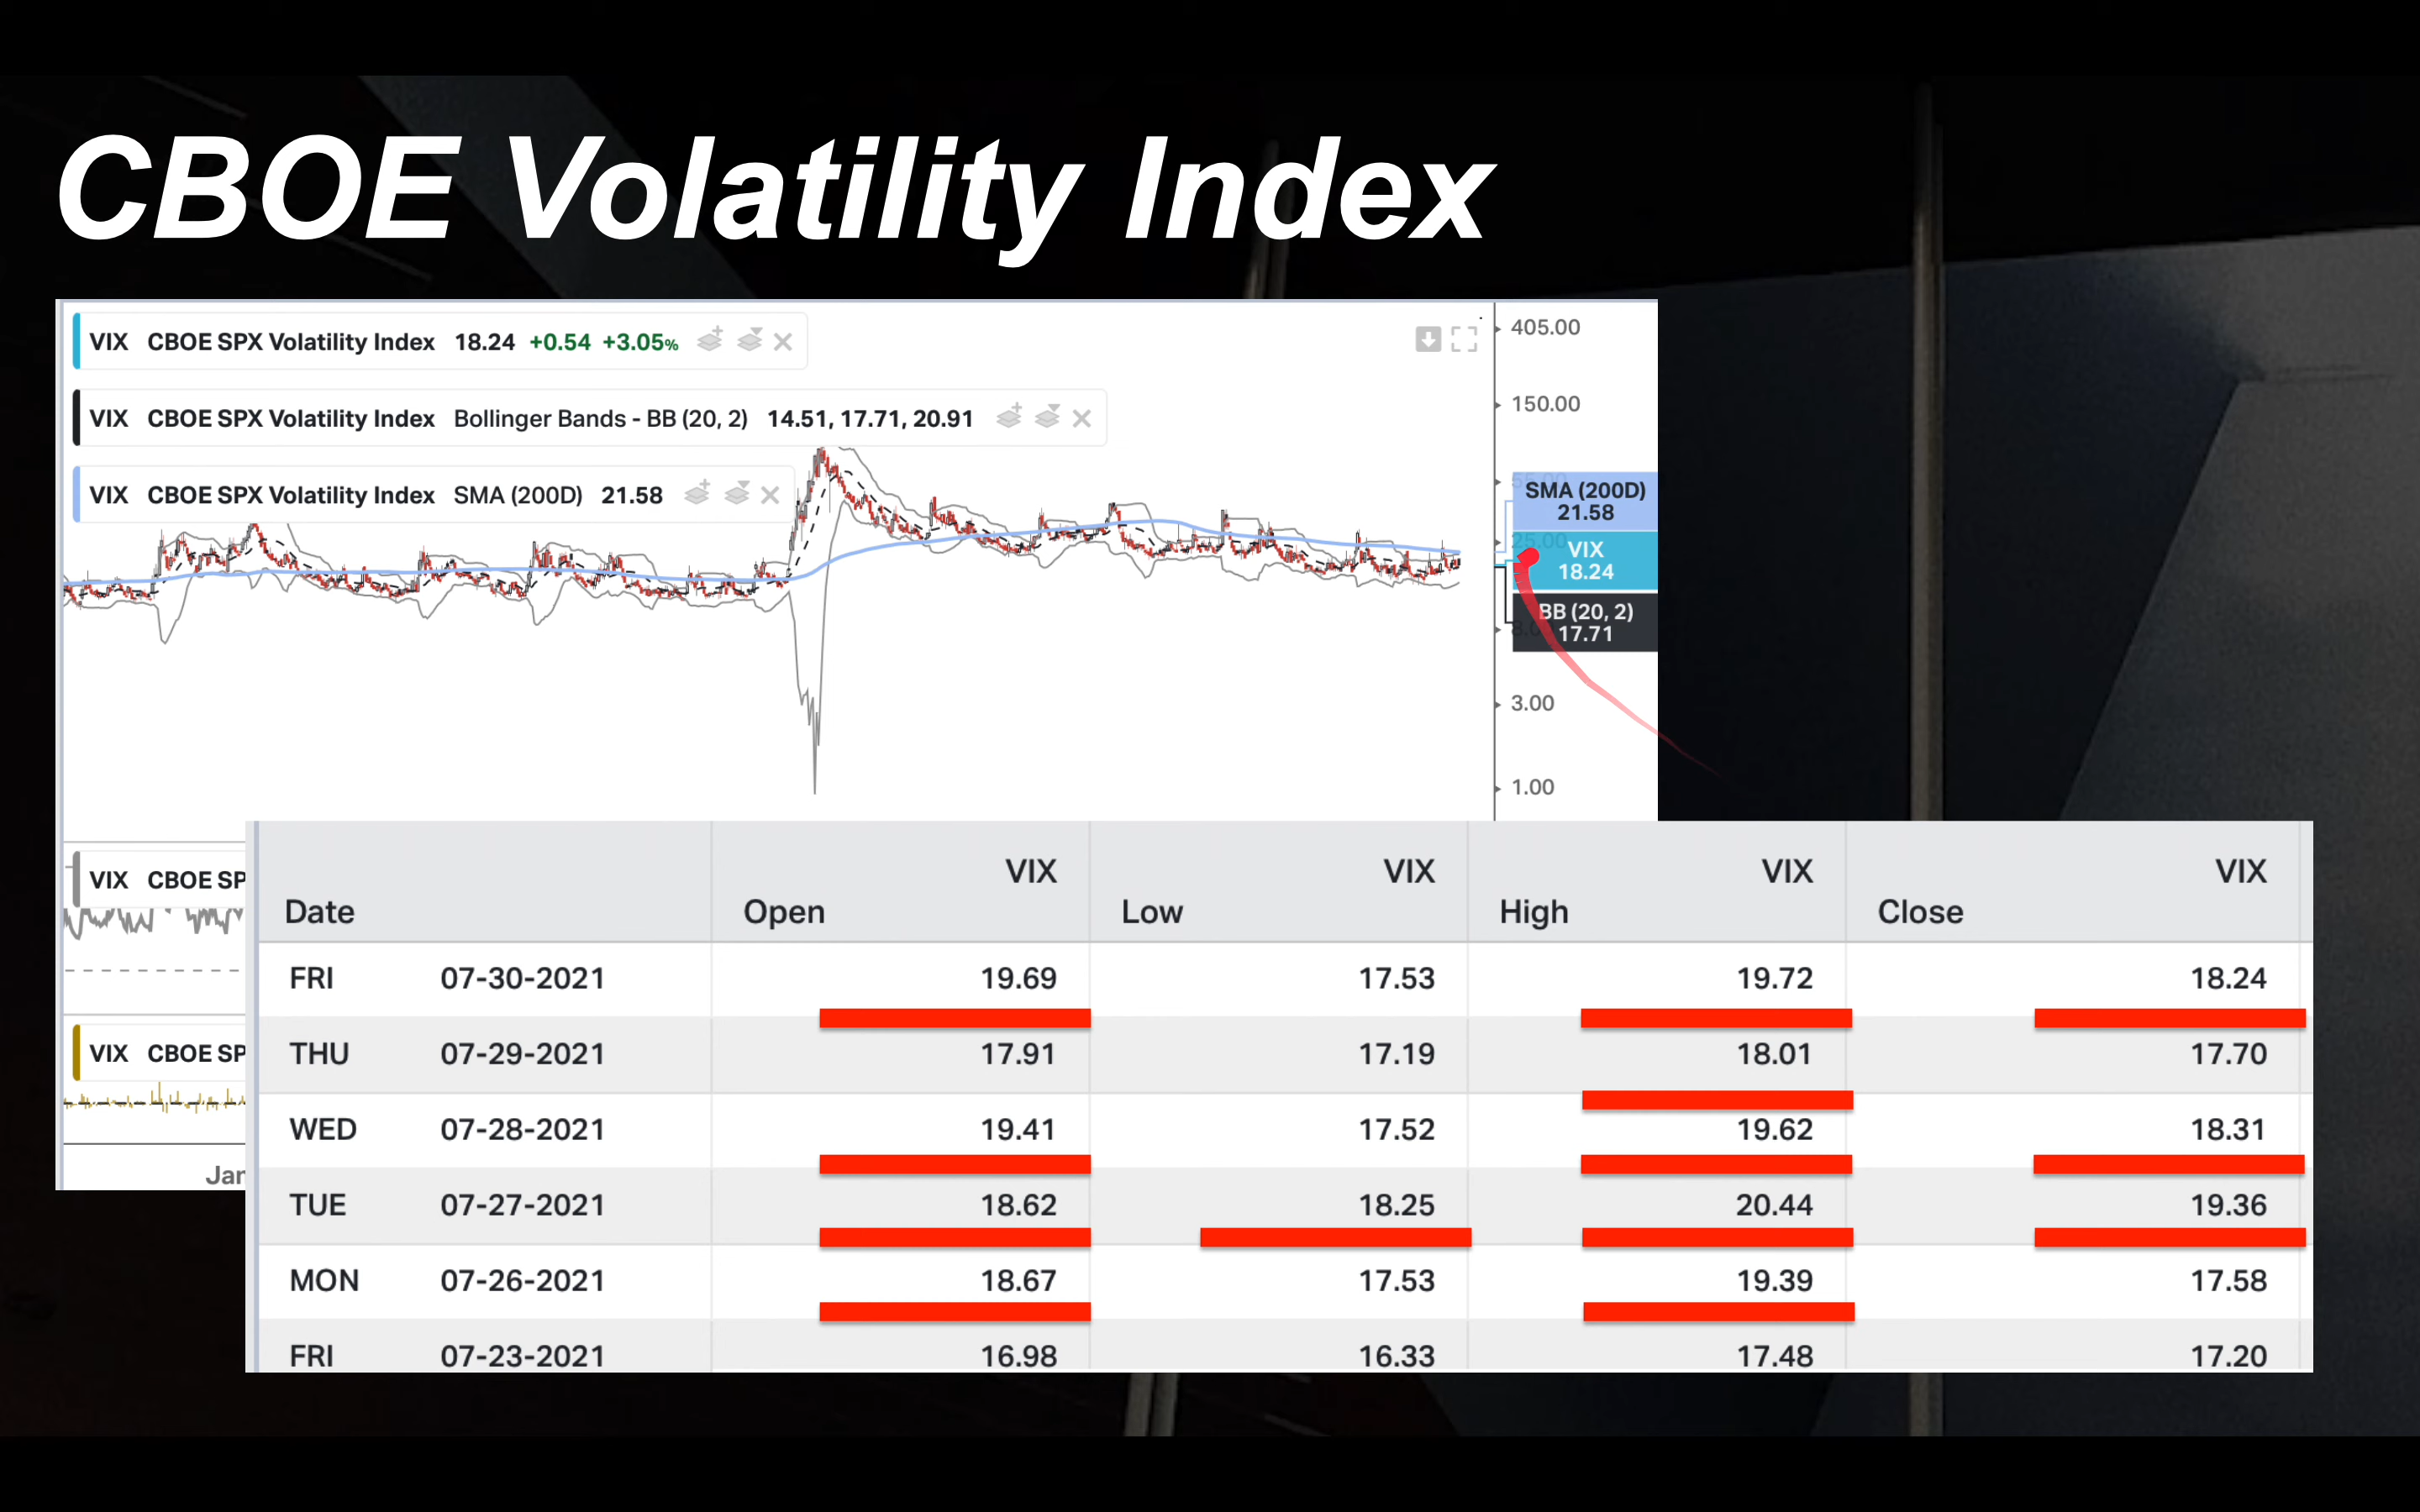 CBOE Volatility Index
VIX CBOE SPX Volatility Index 18.24 +0.54 +3.05%
VIX CBOE SPX Volatility Index Bollinger Bands - BB (20, 2) 14.51, 17.71, 20.91
VIX CBOE SPX Volatility Index SMA (200D) 21.58
405.00
150.00
SMA (200D)
21.58
25.00
VIX
18.24
BB (20, 2)
17.71
3.00
1.00
VIX CBOE SP
VIX CBOE SP
Jan
Date Open VIX Low VIX High VIX Close VIX
FRI 07-30-2021 19.69 17.53 19.72 18.24
THU 07-29-2021 17.91 17.19 18.01 17.70
WED 07-28-2021 19.41 17.52 19.62 18.31
TUE 07-27-2021 18.62 18.25 20.44 19.36
MON 07-26-2021 18.67 17.53 19.39 17.58
FRI 07-23-2021 16.98 16.33 17.48 17.20